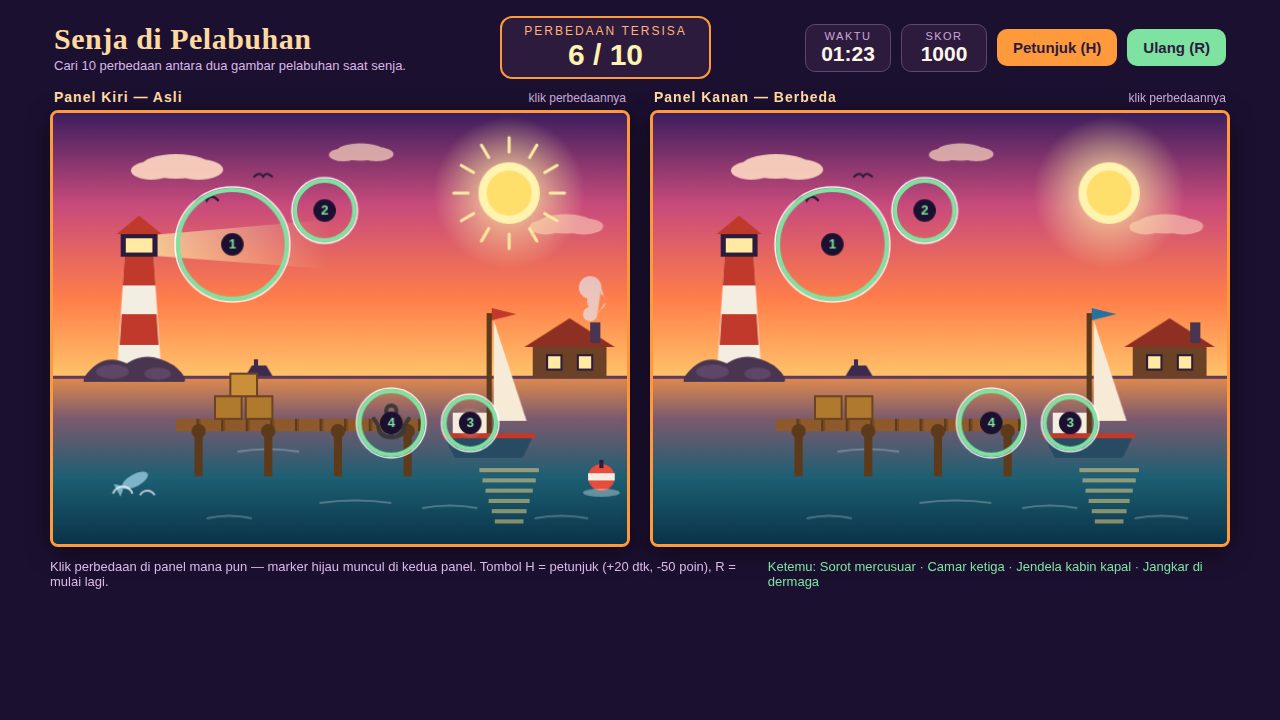 Senja di Pelabuhan
Cari 10 perbedaan antara dua gambar pelabuhan saat senja.
PERBEDAAN TERSISA
6 / 10
WAKTU
01:23
SKOR
1000
Petunjuk (H)
Ulang (R)
Panel Kiri — Asli
klik perbedaannya
Panel Kanan — Berbeda
klik perbedaannya
1
2
4
3
1
2
4
3
Klik perbedaan di panel mana pun — marker hijau muncul di kedua panel. Tombol H = petunjuk (+20 dtk, -50 poin), R =
mulai lagi.
Ketemu: Sorot mercusuar · Camar ketiga · Jendela kabin kapal · Jangkar di
dermaga